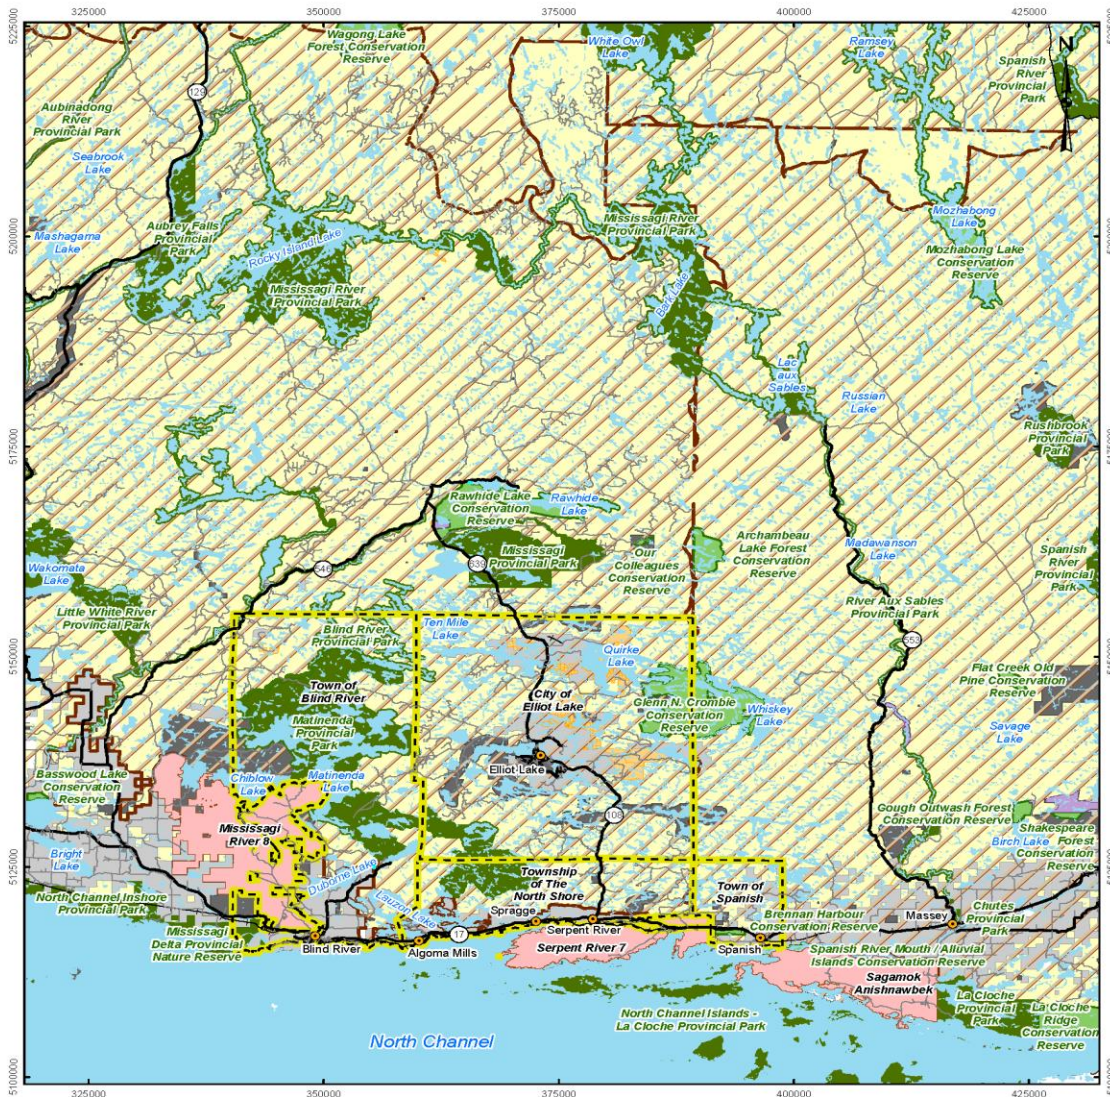 325000
350000
375000
400000
425000
5225000
5225000
Wagong Lake
Forest Conservation
Reserve
White Owl
Lake
Ramsey
Lake
N
Spanish
River
Provincial
Park
129
Aubinadong
River
Provincial Park
Seabrook
Lake
Mashagama
Lake
Aubrey Falls
Provincial
Park
Rocky Island Lake
Mississagi River
Provincial Park
Mississagi River
Provincial Park
Bark Lake
Mozhabong
Lake
Mozhabong Lake
Conservation
Reserve
5200000
5200000
Lac
aux
Sables
Russian
Lake
Rushbrook
Provincial
Park
5175000
5175000
Rawhide Lake
Conservation
Reserve
Rawhide
Lake
Mississagi
Provincial Park
Our
Colleagues
Conservation
Reserve
Archambeau
Lake Forest
Conservation
Reserve
Madawanson
Lake
Spanish
River
Provincial
Park
546
639
Wakomata
Lake
Little White River
Provincial Park
River Aux Sables
Provincial Park
553
5150000
5150000
Blind River
Provincial Park
Ten Mile
Lake
Quirke
Lake
Town of
Blind River
City of
Elliot Lake
Glenn N. Crombie
Conservation
Reserve
Whiskey
Lake
Flat Creek Old
Pine Conservation
Reserve
Savage
Lake
Matinenda
Provincial
Park
Elliot Lake
Basswood Lake
Conservation
Reserve
Chiblow
Lake
Matinenda
Lake
Mississagi
River 8
108
Gough Outwash Forest
Conservation Reserve
Birch Lake
Shakespeare
Forest
Conservation
Reserve
5125000
5125000
Bright
Lake
Duborne Lake
Lauzon Lake
Township
of The
North Shore
Town of
Spanish
North Channel Inshore
Provincial Park
Mississagi
Delta Provincial
Nature Reserve
Blind River
Algoma Mills
17
Spragge
Serpent River
Serpent River 7
Spanish
Brennan Harbour
Conservation Reserve
Massey
Chutes
Provincial
Park
Spanish River Mouth / Alluvial
Islands Conservation Reserve
Sagamok
Anishnawbek
La Cloche
Provincial
Park
La Cloche
Ridge
Conservation
Reserve
North Channel Islands -
La Cloche Provincial Park
North Channel
5100000
5100000
325000
350000
375000
400000
425000